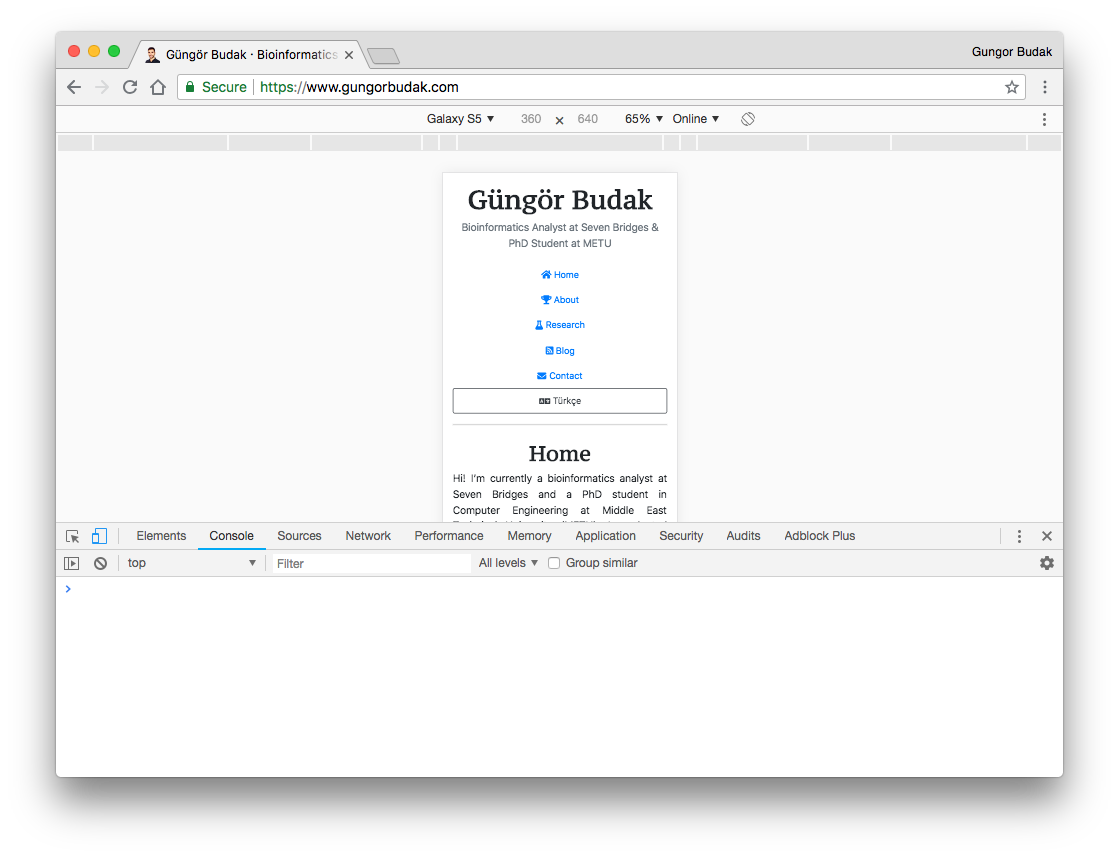 Güngör Budak · Bioinformatics
Gungor Budak
Secure https://www.gungorbudak.com
Galaxy S5 360 × 640 65% Online
Güngör Budak
Bioinformatics Analyst at Seven Bridges &
PhD Student at METU
Home
About
Research
Blog
Contact
Türkçe
Home
Hi! I'm currently a bioinformatics analyst at
Seven Bridges and a PhD student in
Computer Engineering at Middle East
Elements Console Sources Network Performance Memory Application Security Audits Adblock Plus
top Filter All levels Group similar